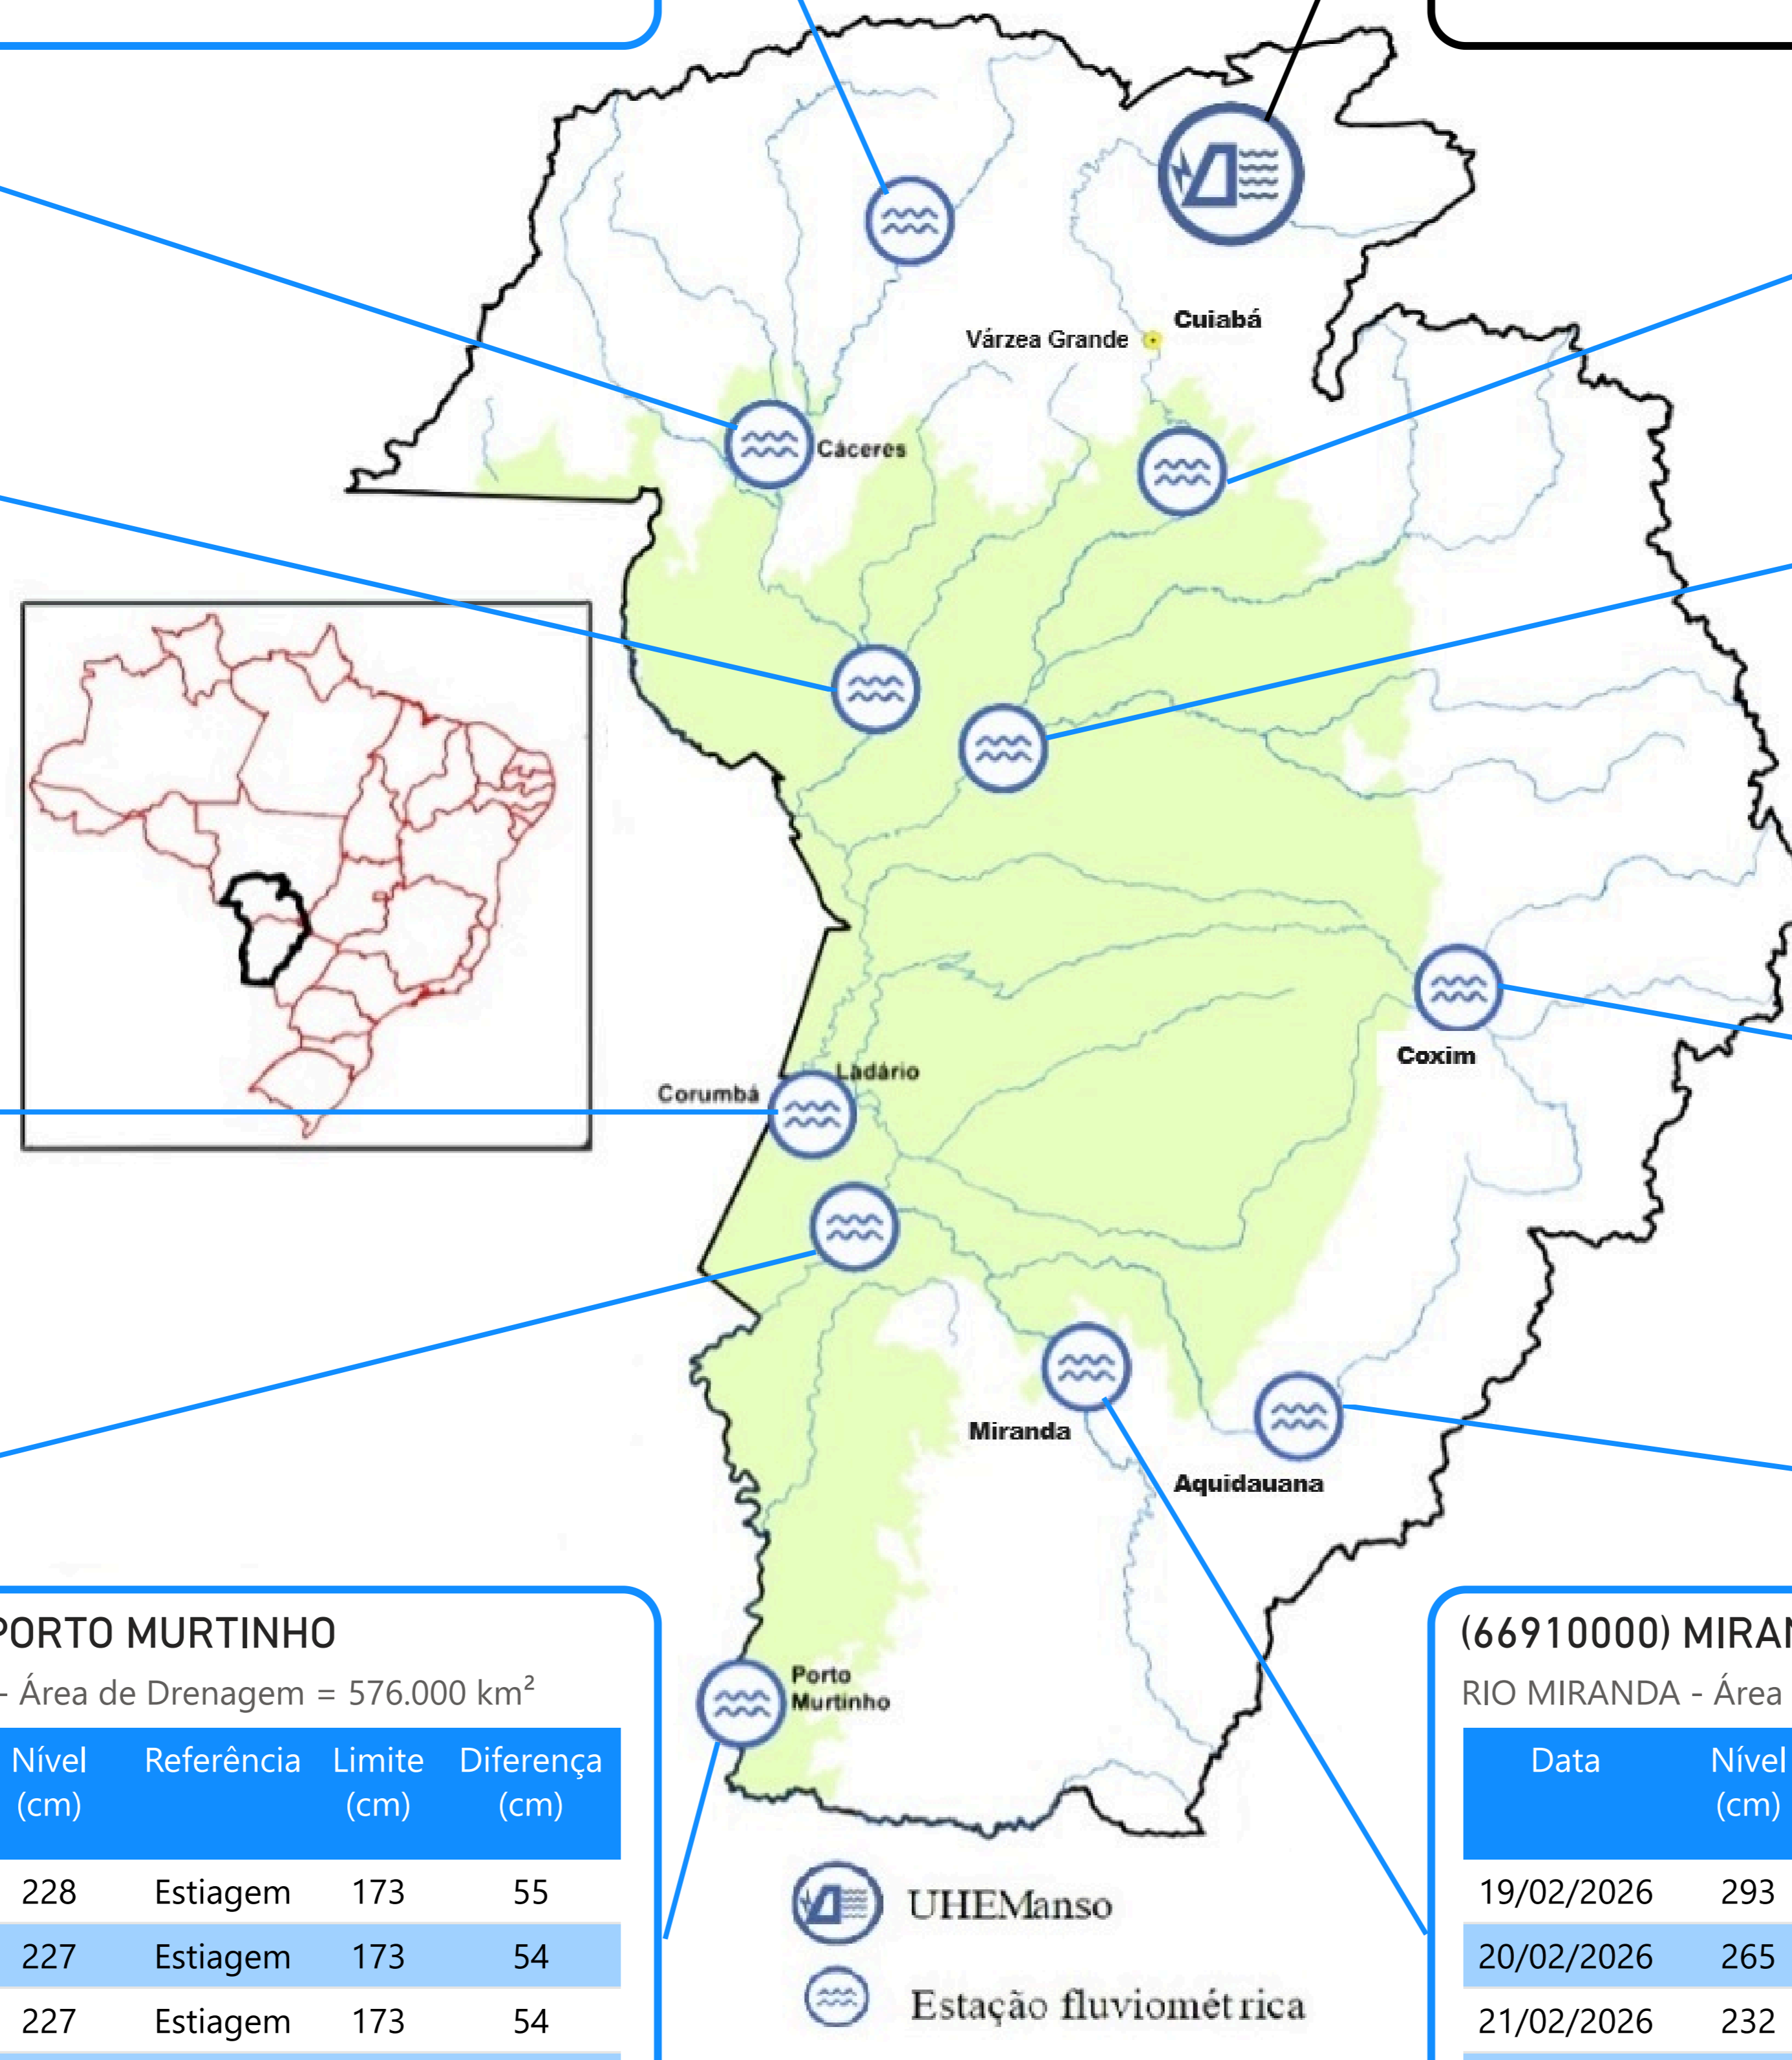 Cuiabá
Várzea Grande
Cáceres
Coxim
Ladário
Corumbá
Miranda
Aquidauana
Porto
Murtinho
PORTO MURTINHO
- Área de Drenagem = 576.000 km²
Nível (cm) Referência Limite (cm) Diferença (cm)
228 Estiagem 173 55
227 Estiagem 173 54
227 Estiagem 173 54
UHEManso
Estação fluviométrica
(66910000) MIRAN
RIO MIRANDA - Área
Data Nível (cm)
19/02/2026 293
20/02/2026 265
21/02/2026 232